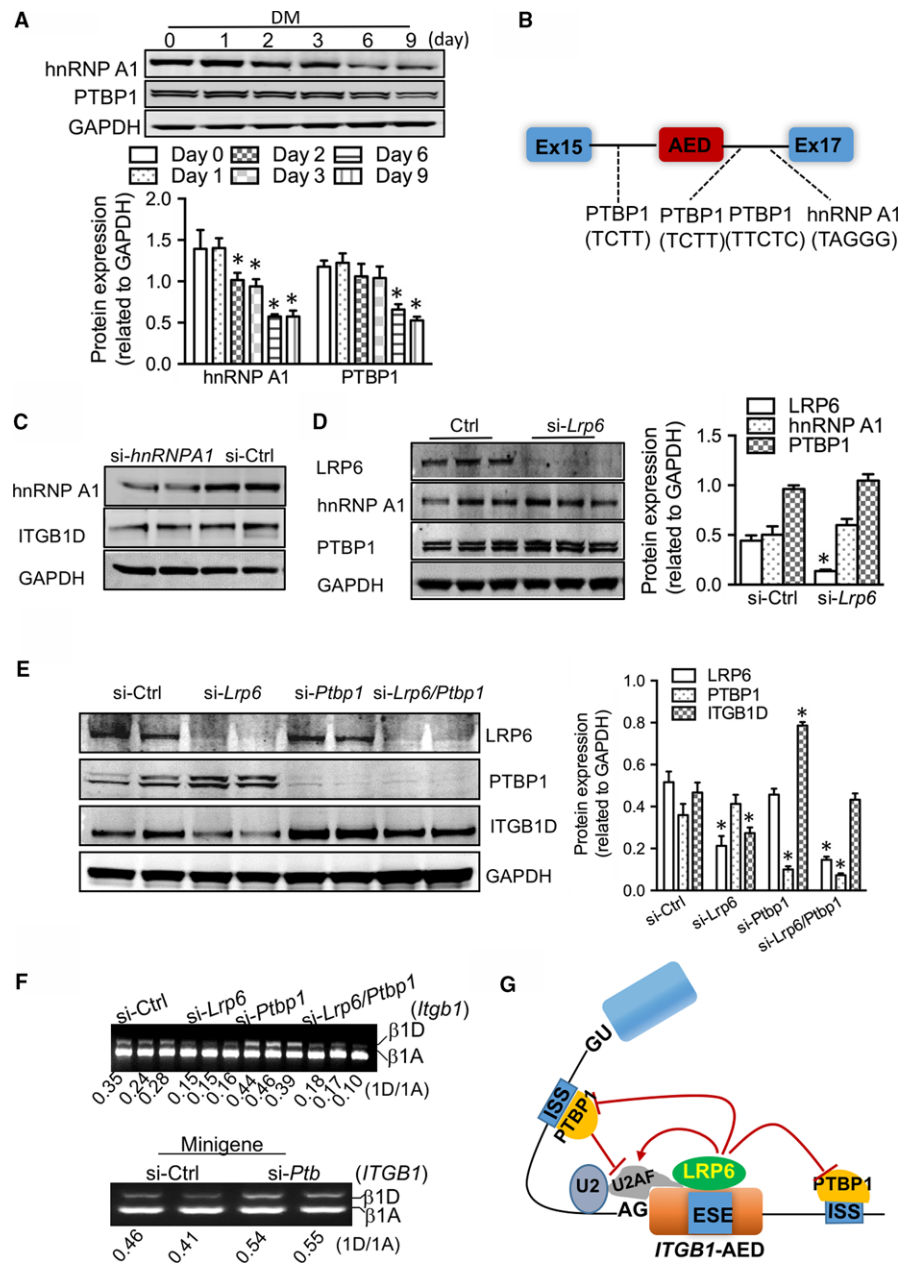 A
DM
0 1 2 3 6 9 (day)
hnRNP A1
PTBP1
GAPDH
Day 0 Day 2 Day 6
Day 1 Day 3 Day 9
Protein expression
(related to GAPDH)
2.0
1.5
1.0
0.5
0.0
* * * * * *
hnRNP A1 PTBP1
B
Ex15 AED Ex17
PTBP1 PTBP1 PTBP1 hnRNP A1
(TCTT) (TCTT) (TTCTC) (TAGGG)
C
si-hnRNPA1 si-Ctrl
hnRNP A1
ITGB1D
GAPDH
D
Ctrl si-Lrp6
LRP6
hnRNP A1
PTBP1
GAPDH
LRP6
hnRNP A1
PTBP1
Protein expression
(related to GAPDH)
1.5
1.0
0.5
0.0
*
si-Ctrl si-Lrp6
E
si-Ctrl si-Lrp6 si-Ptbp1 si-Lrp6/Ptbp1
LRP6
PTBP1
ITGB1D
GAPDH
LRP6
PTBP1
ITGB1D
Protein expression
(related to GAPDH)
1.0
0.8
0.6
0.4
0.2
0.0
* * * * * *
si-Ctrl
si-Lrp6
si-Ptbp1
si-Lrp6/Ptbp1
F
si-Ctrl si-Lrp6 si-Ptbp1 si-Lrp6/Ptbp1 (Itgb1)
β1D
β1A
0.35 0.24 0.28 0.15 0.15 0.16 0.44 0.46 0.39 0.18 0.17 0.10 (1D/1A)
Minigene
si-Ctrl si-Ptb (ITGB1)
β1D
β1A
0.46 0.41 0.54 0.55 (1D/1A)
G
GU
ISS
PTBP1
U2
U2AF
LRP6
PTBP1
AG
ESE
ISS
ITGB1-AED